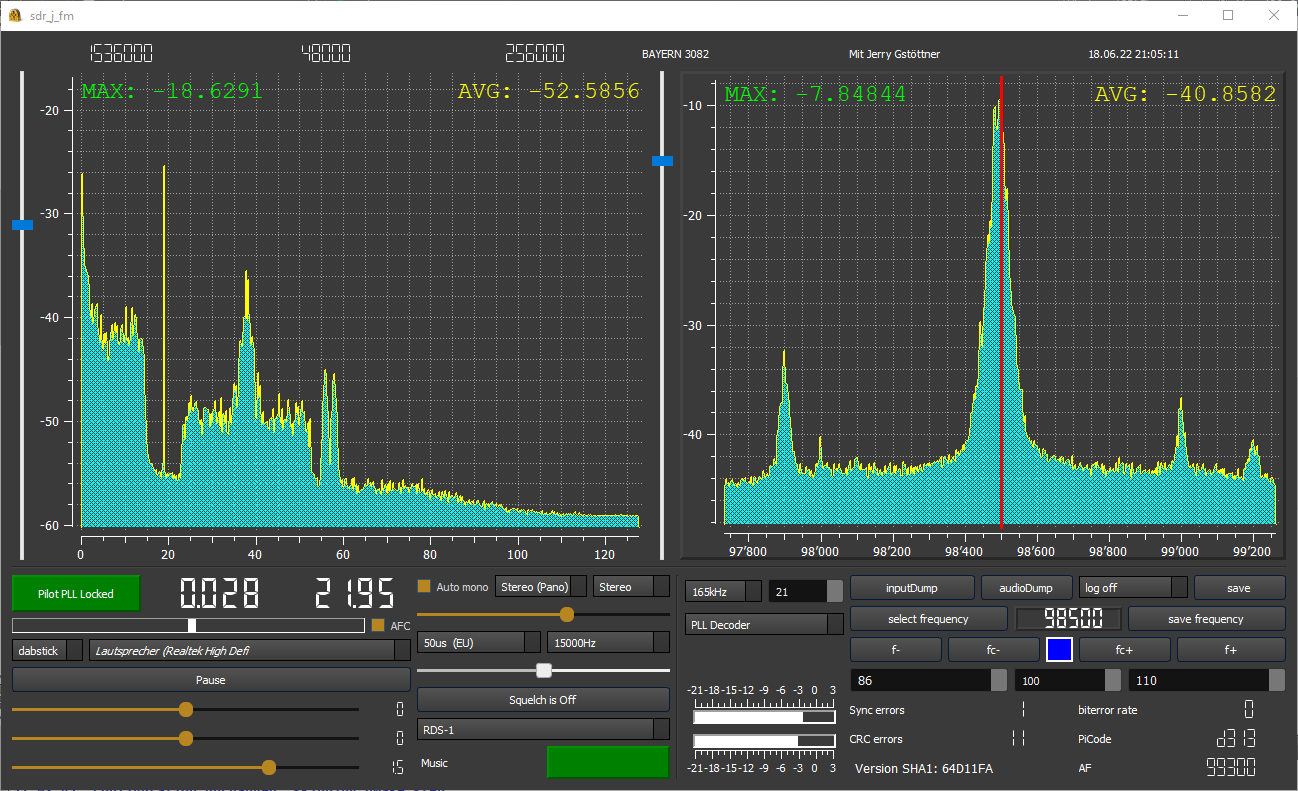 sdr_j_fm
1536000 48000 256000 BAYERN 3082 Mit Jerry Gstöttner 18.06.22 21:05:11
MAX: -18.6291 AVG: -52.5856
-20
-30
-40
-50
-60
0 20 40 60 80 100 120
MAX: -7.84844 AVG: -40.8582
-10
-20
-30
-40
97'800 98'000 98'200 98'400 98'600 98'800 99'000 99'200
Pilot PLL Locked 0.028 21.95
AFC
dabstick Lautsprecher (Realtek High Defi
Pause
0
0
15
Auto mono Stereo (Pano) Stereo
50us (EU) 15000Hz
Squelch is Off
RDS-1
Music
165kHz 21
PLL Decoder
-21-18-15-12 -9 -6 -3 0 3
-21-18-15-12 -9 -6 -3 0 3
inputDump audioDump log off save
select frequency 98500 save frequency
f- fc- fc+ f+
86 100 110
Sync errors 1 biterror rate 0
CRC errors 11 PiCode d313
Version SHA1: 64D11FA AF 99300